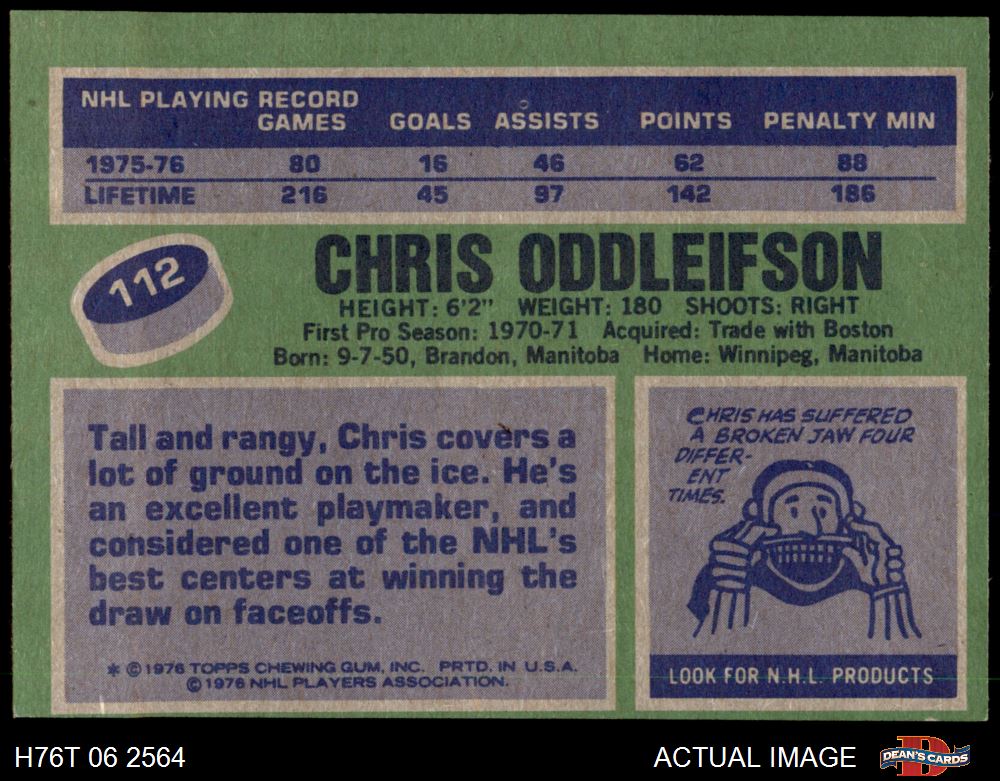 NHL PLAYING RECORD
GAMES GOALS ASSISTS POINTS PENALTY MIN
1975-76 80 16 46 62 88
LIFETIME 216 45 97 142 186
112
CHRIS ODDLEIFSON
HEIGHT: 6'2" WEIGHT: 180 SHOOTS: RIGHT
First Pro Season: 1970-71 Acquired: Trade with Boston
Born: 9-7-50, Brandon, Manitoba Home: Winnipeg, Manitoba
Tall and rangy, Chris covers a
lot of ground on the ice. He's
an excellent playmaker, and
considered one of the NHL's
best centers at winning the
draw on faceoffs.
* © 1976 TOPPS CHEWING GUM, INC. PRTD. IN U.S.A.
© 1976 NHL PLAYERS ASSOCIATION.
CHRIS HAS SUFFERED
A BROKEN JAW FOUR
DIFFER-
ENT
TIMES.
LOOK FOR N.H.L. PRODUCTS
H76T 06 2564
ACTUAL IMAGE
D
DEAN'S CARDS